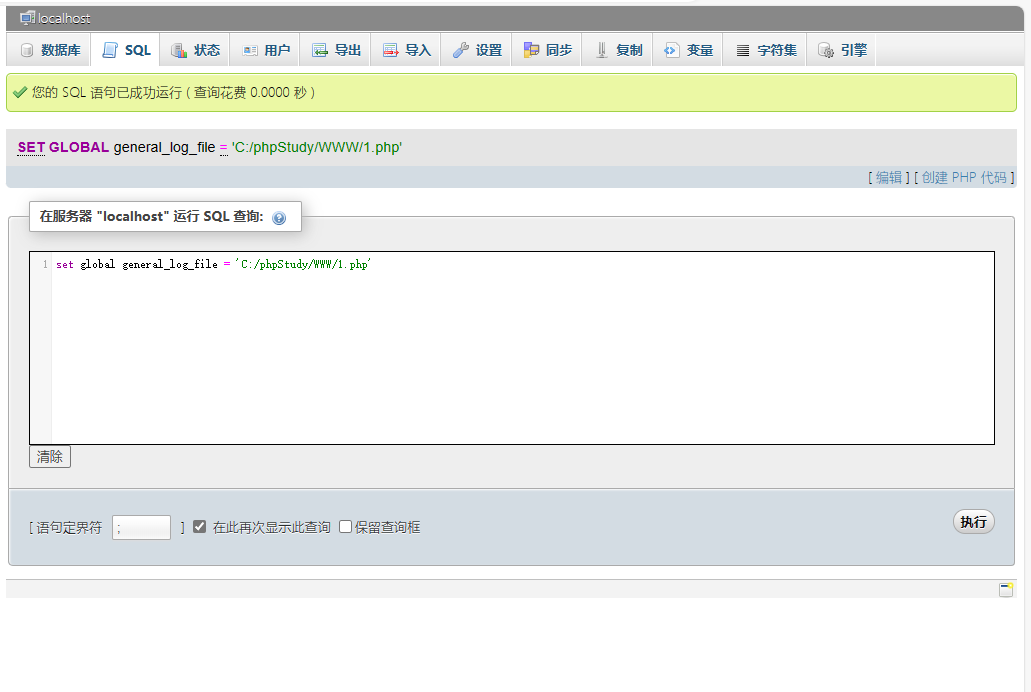 localhost
数据库 SQL 状态 用户 导出 导入 设置 同步 复制 变量 字符集 引擎
您的 SQL 语句已成功运行 ( 查询花费 0.0000 秒 )
SET GLOBAL general_log_file = 'C:/phpStudy/WWW/1.php'
[ 编辑 ] [ 创建 PHP 代码 ]
在服务器 "localhost" 运行 SQL 查询:
1 set global general_log_file = 'C:/phpStudy/WWW/1.php'
清除
[ 语句定界符 ; ] 在此再次显示此查询 保留查询框
执行